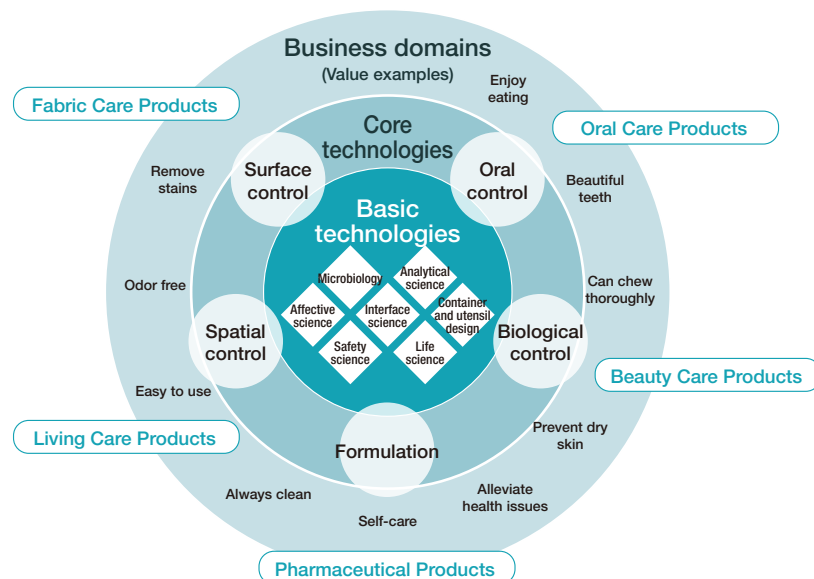 Business domains
(Value examples)
Enjoy
eating
Fabric Care Products
Oral Care Products
Core
technologies
Surface
control
Oral
control
Remove
stains
Beautiful
teeth
Basic
technologies
Microbiology
Analytical
science
Odor free
Can chew
thoroughly
Affective
science
Interface
science
Container
and utensil
design
Spatial
control
Biological
control
Safety
science
Life
science
Easy to use
Beauty Care Products
Living Care Products
Formulation
Prevent dry
skin
Always clean
Alleviate
health issues
Self-care
Pharmaceutical Products